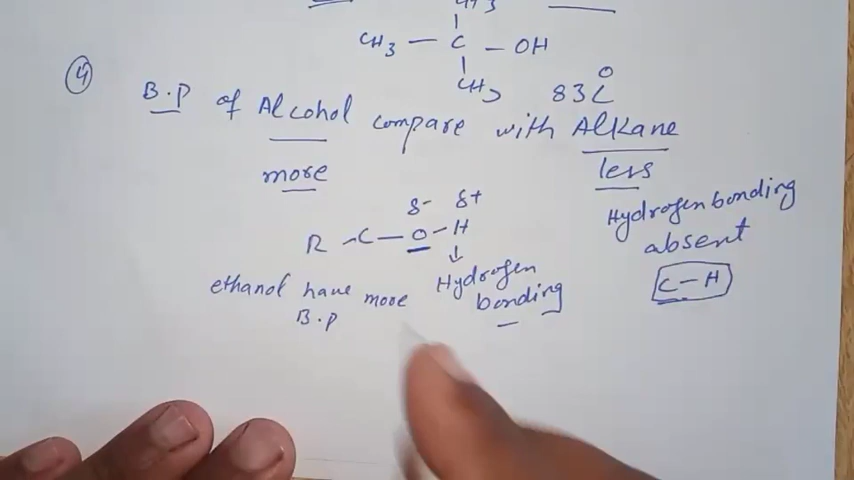 CH3
CH3 — C — OH
CH3 83°C
(4) B.P of Alcohol compare with Alkane
more less
δ- δ+
R - C — O - H
Hydrogen bonding absent
C - H
Hydrogen bonding
ethanol have more
B.P